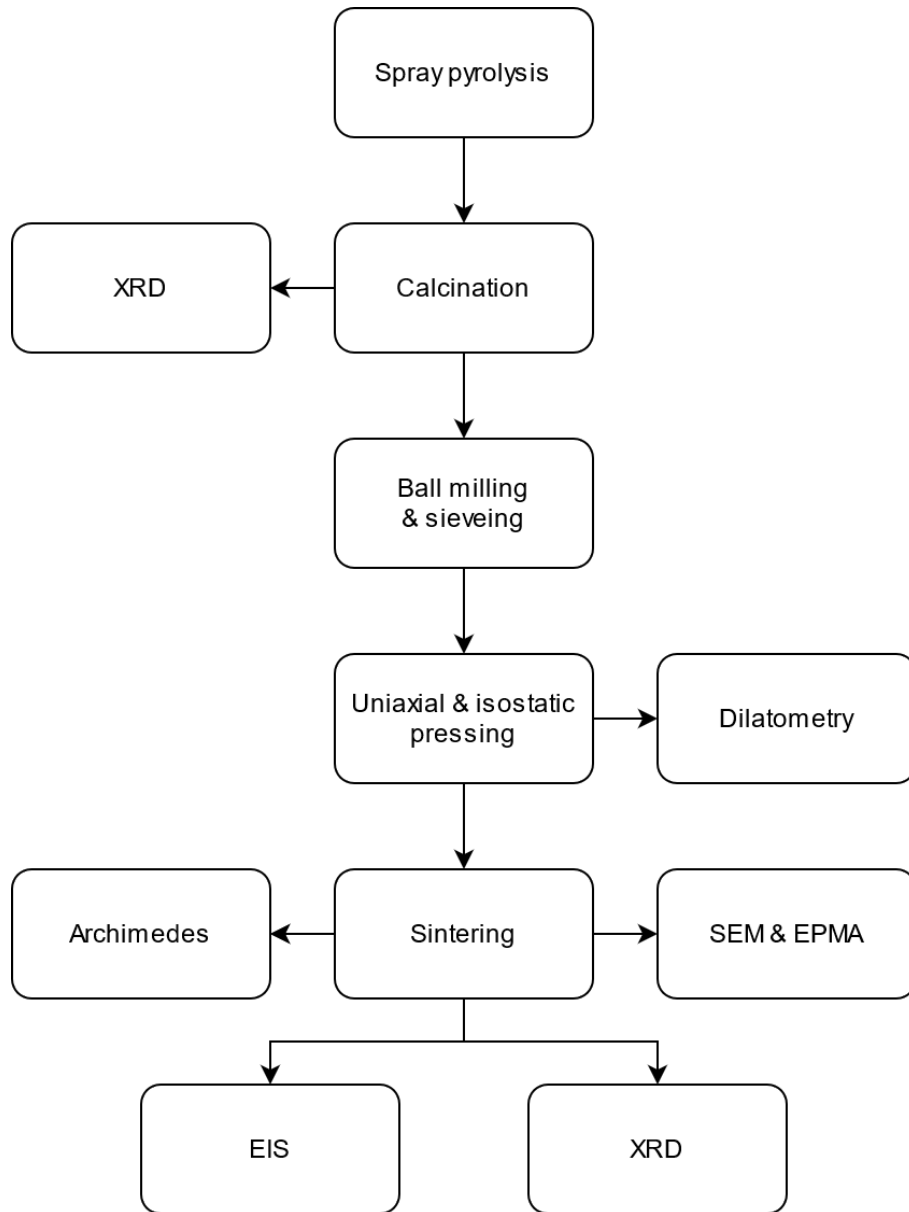 Spray pyrolysis
XRD
Calcination
Ball milling
& sieveing
Uniaxial & isostatic
pressing
Dilatometry
Archimedes
Sintering
SEM & EPMA
EIS
XRD